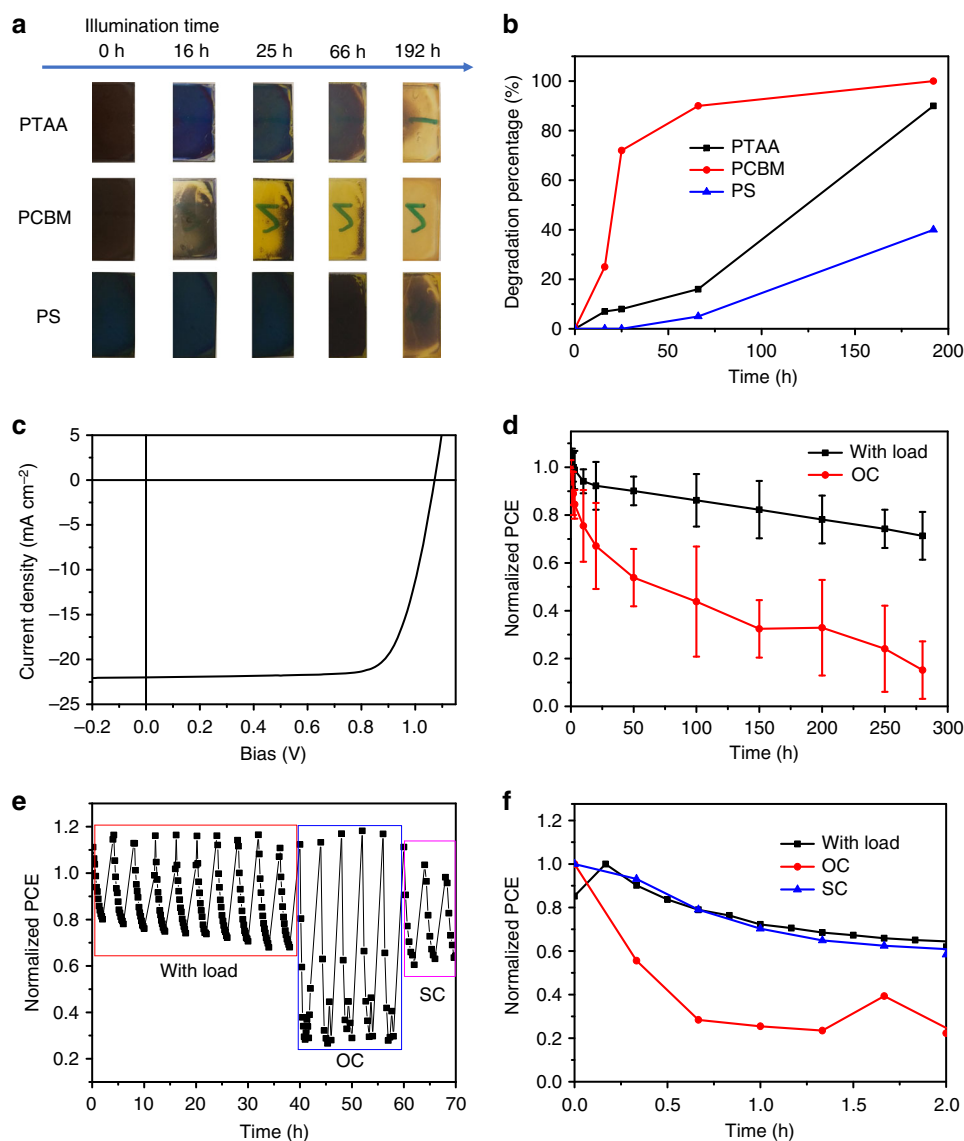 a
Illumination time
0 h 16 h 25 h 66 h 192 h
PTAA
PCBM
PS
b
Degradation percentage (%)
100
80
60
40
20
0
PTAA
PCBM
PS
0 50 100 150 200
Time (h)
c
Current density (mA cm−2)
5
0
−5
−10
−15
−20
−25
−0.2 0.0 0.2 0.4 0.6 0.8 1.0
Bias (V)
d
Normalized PCE
1.0
0.8
0.6
0.4
0.2
0.0
With load
OC
0 50 100 150 200 250 300
Time (h)
e
Normalized PCE
1.2
1.0
0.8
0.6
0.4
0.2
With load
OC
SC
0 10 20 30 40 50 60 70
Time (h)
f
Normalized PCE
1.2
1.0
0.8
0.6
0.4
0.2
0.0
With load
OC
SC
0.0 0.5 1.0 1.5 2.0
Time (h)